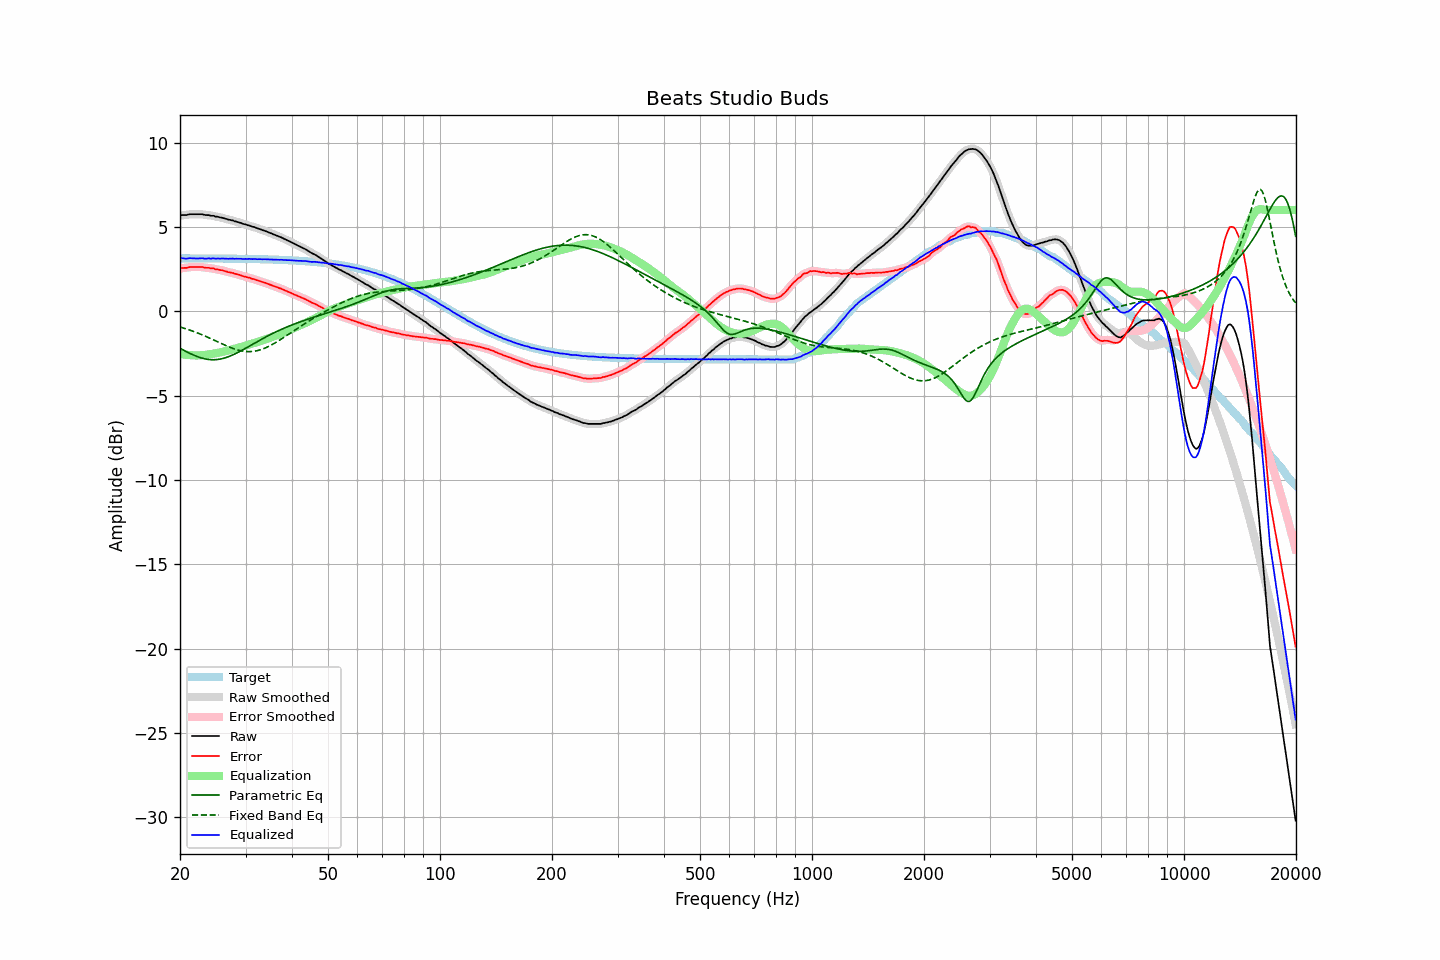 Beats Studio Buds
Amplitude (dBr)
10
5
0
−5
−10
−15
−20
−25
−30
Target
Raw Smoothed
Error Smoothed
Raw
Error
Equalization
Parametric Eq
Fixed Band Eq
Equalized
20 50 100 200 500 1000 2000 5000 10000 20000
Frequency (Hz)